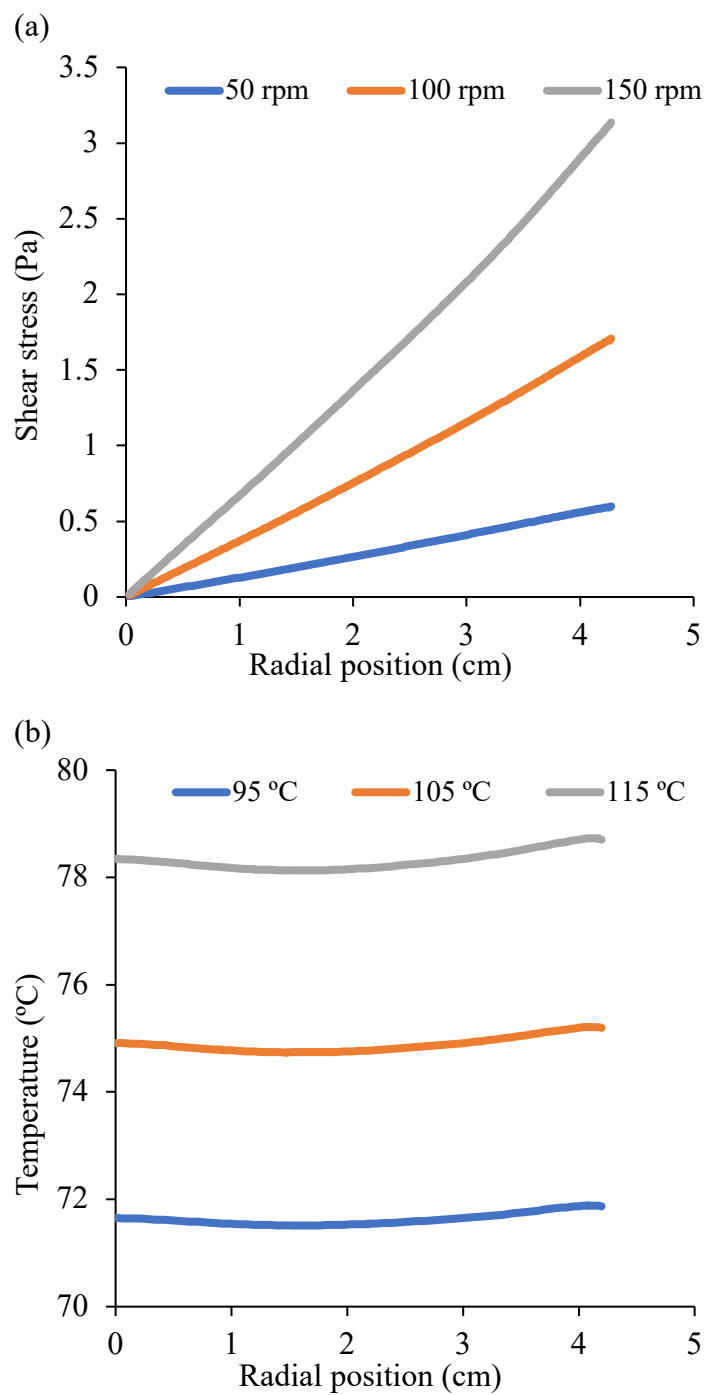 (a)
3.5
50 rpm 100 rpm 150 rpm
3
2.5
2
1.5
1
0.5
0
Shear stress (Pa)
0 1 2 3 4 5
Radial position (cm)
(b)
80
95 ºC 105 ºC 115 ºC
78
76
74
72
70
Temperature (ºC)
0 1 2 3 4 5
Radial position (cm)